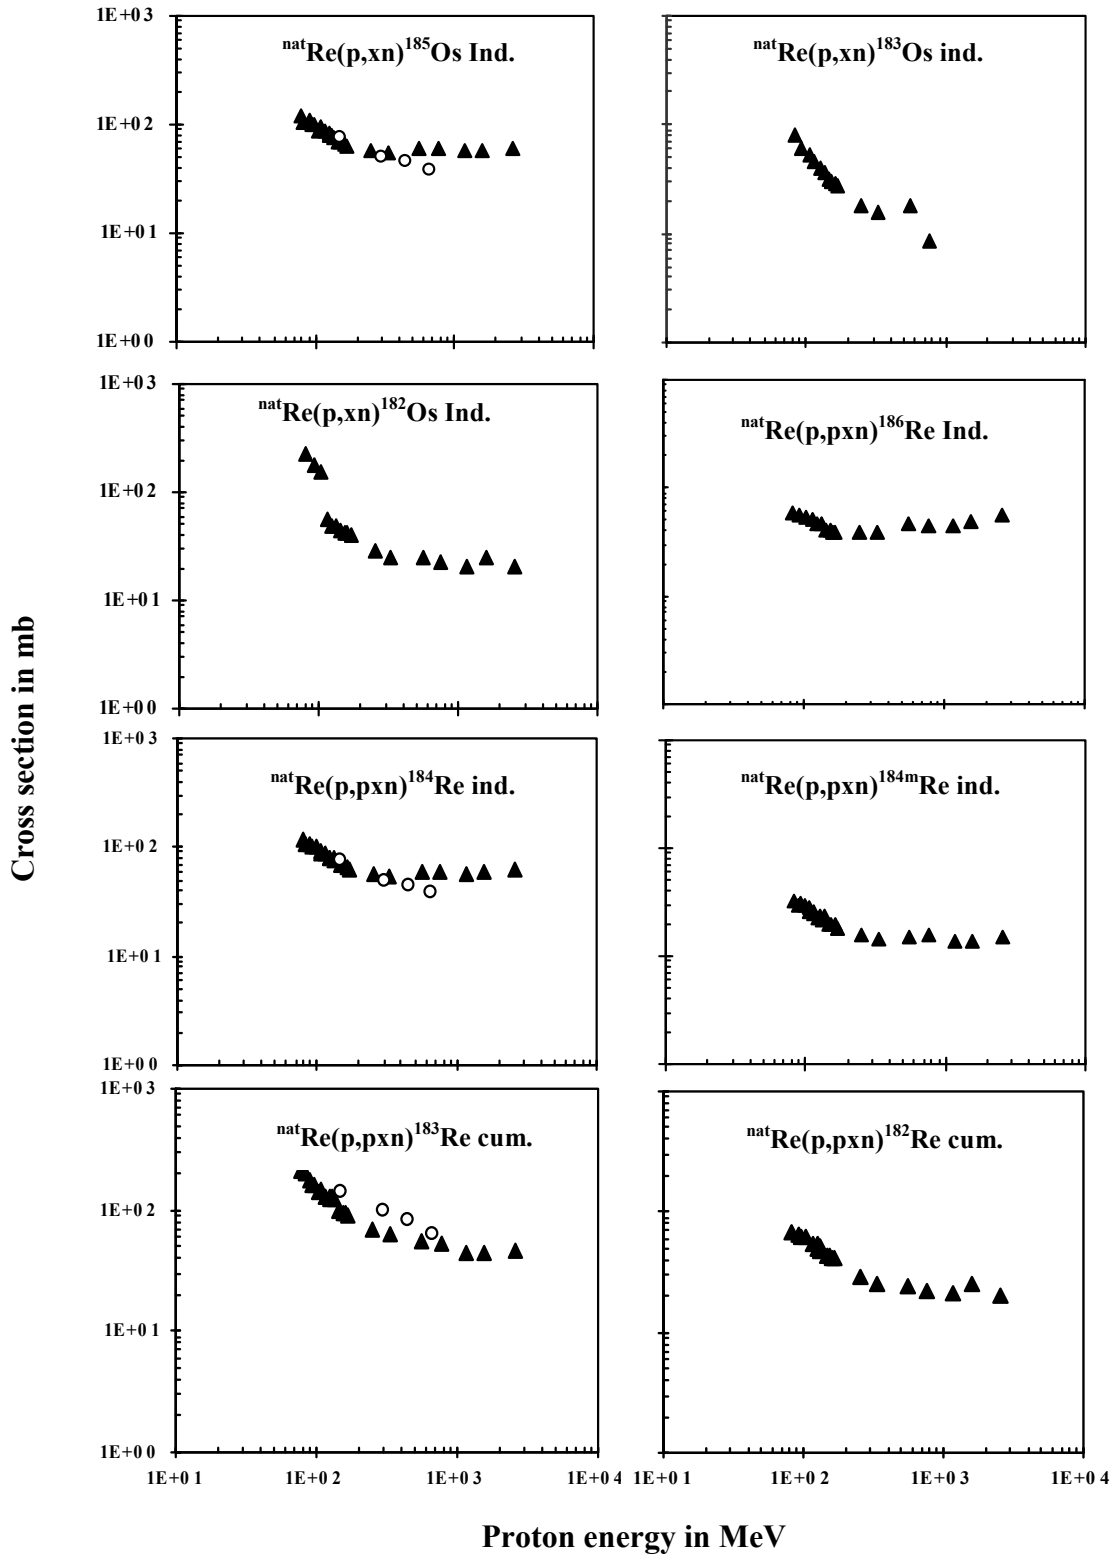 1E+03
1E+02
1E+01
1E+00
natRe(p,xn)185Os Ind.
natRe(p,xn)183Os ind.
1E+03
1E+02
1E+01
1E+00
natRe(p,xn)182Os Ind.
natRe(p,pxn)186Re Ind.
1E+03
1E+02
1E+01
1E+00
natRe(p,pxn)184Re ind.
natRe(p,pxn)184mRe ind.
1E+03
1E+02
1E+01
1E+00
natRe(p,pxn)183Re cum.
natRe(p,pxn)182Re cum.
1E+01 1E+02 1E+03 1E+04
1E+01 1E+02 1E+03 1E+04
Cross section in mb
Proton energy in MeV